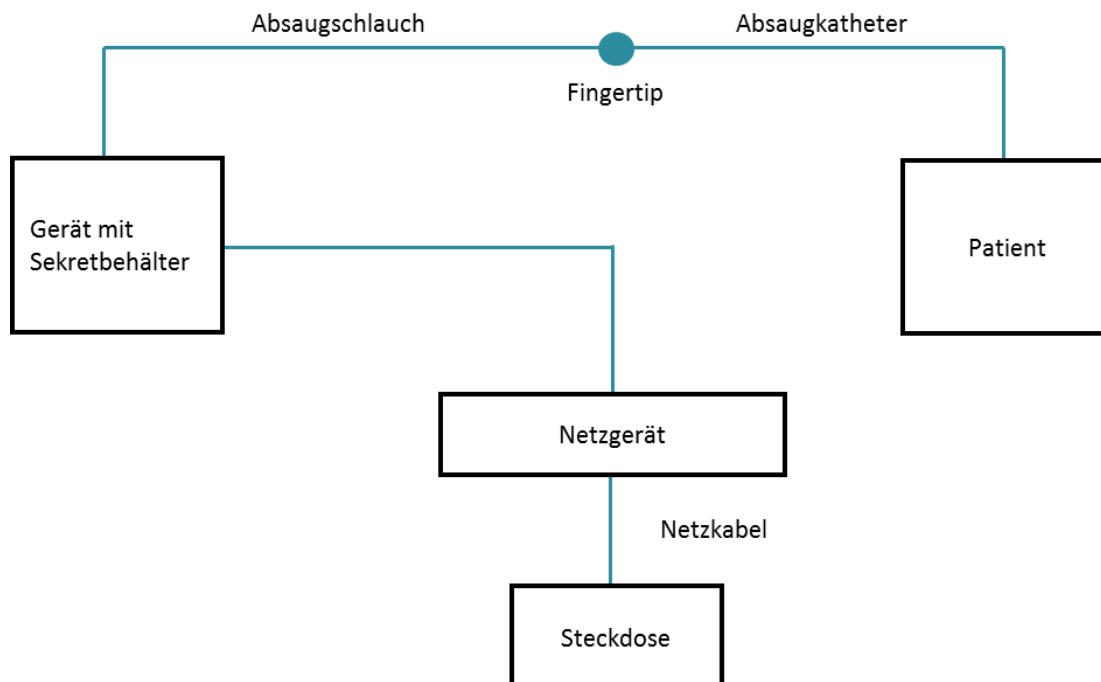 Absaugschlauch
Absaugkatheter
Fingertip
Gerät mit
Sekretbehälter
Patient
Netzgerät
Netzkabel
Steckdose